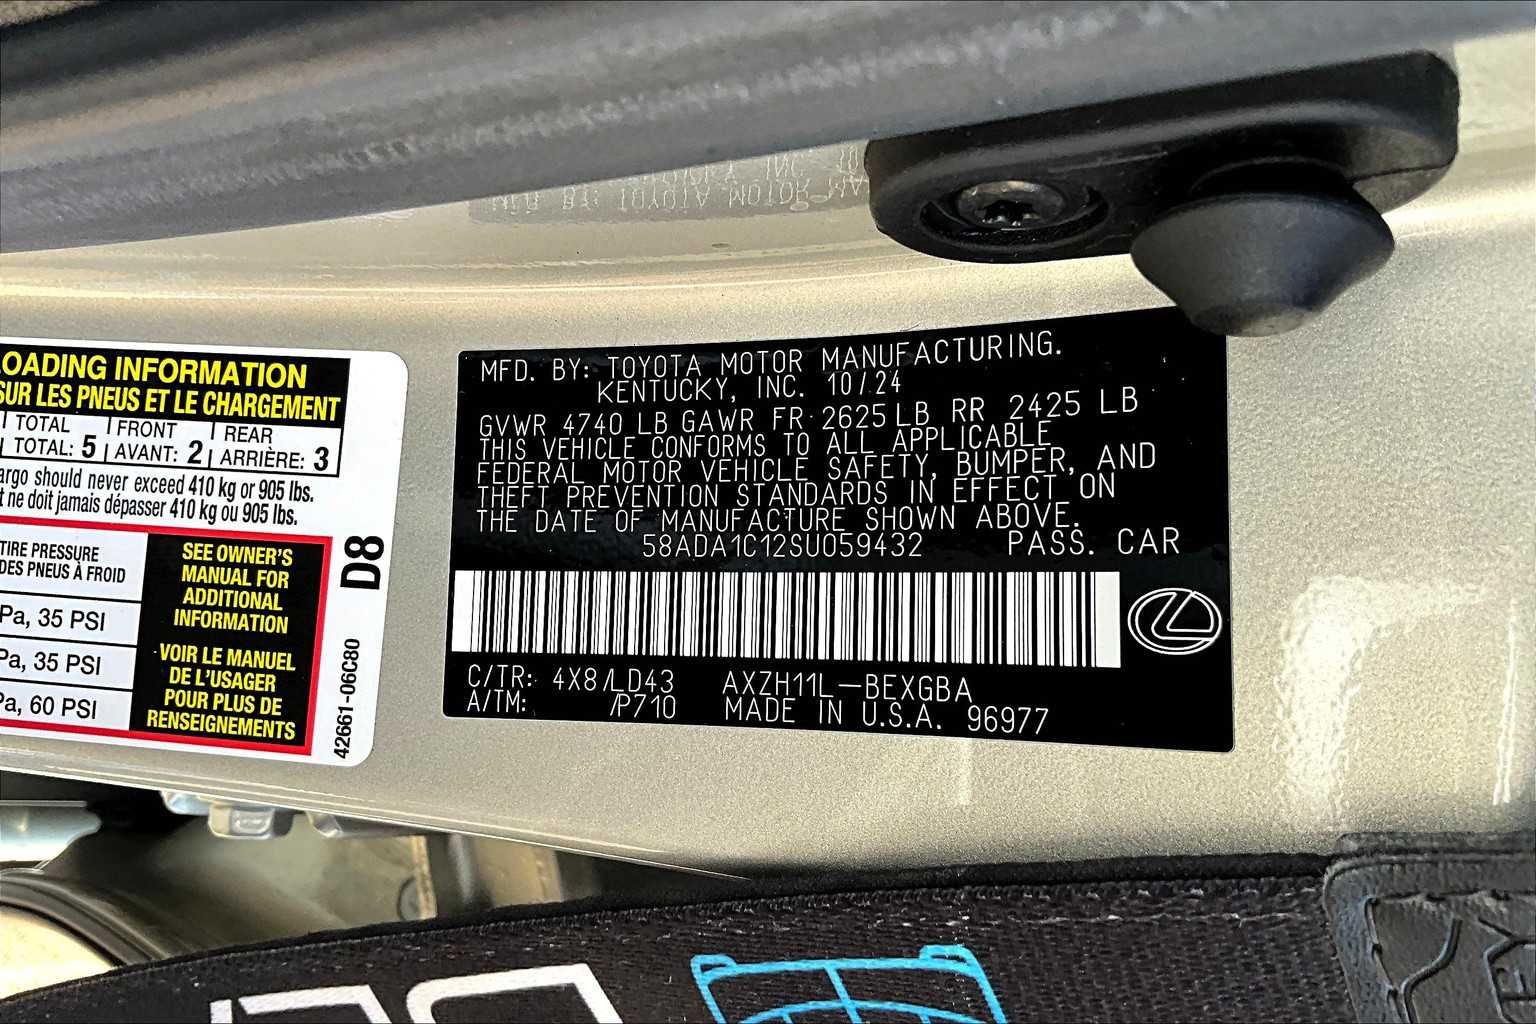 LOADING INFORMATION
SUR LES PNEUS ET LE CHARGEMENT
TOTAL | FRONT | REAR
TOTAL: 5 | AVANT: 2 | ARRIÈRE: 3
should never exceed 410 kg or 905 lbs.
ne doit jamais dépasser 410 kg ou 905 lbs.
TIRE PRESSURE
DES PNEUS À FROID
35 PSI
35 PSI
60 PSI
SEE OWNER'S
MANUAL FOR
ADDITIONAL
INFORMATION
VOIR LE MANUEL
DE L'USAGER
POUR PLUS DE
RENSEIGNEMENTS
D8
42661-06C80
MFD. BY: TOYOTA MOTOR MANUFACTURING.
KENTUCKY, INC. 10/24
GVWR 4740 LB GAWR FR 2625 LB RR 2425 LB
THIS VEHICLE CONFORMS TO ALL APPLICABLE
FEDERAL MOTOR VEHICLE SAFETY, BUMPER, AND
THEFT PREVENTION STANDARDS IN EFFECT ON
THE DATE OF MANUFACTURE SHOWN ABOVE.
58ADA1C12SU059432 PASS. CAR
C/TR: 4X8/LD43 AXZH11L-BEXGBA
A/TM: /P710 MADE IN U.S.A. 96977